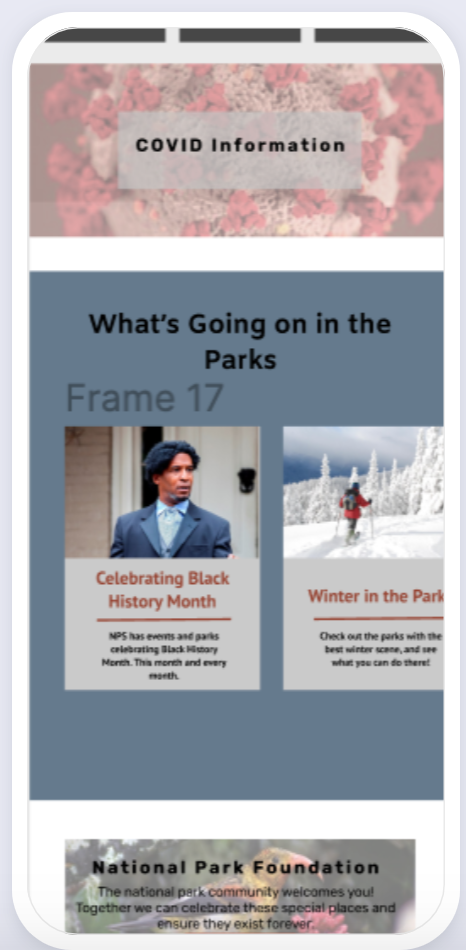 COVID Information
What's Going on in the
Parks
Frame 17
Celebrating Black
History Month
NPS has events and parks
celebrating Black History
Month. This month and every
month.
Winter in the Park
Check out the parks with the
best winter scene, and see
what you can do there!
National Park Foundation
The national park community welcomes you!
Together we can celebrate these special places and
ensure they exist forever.